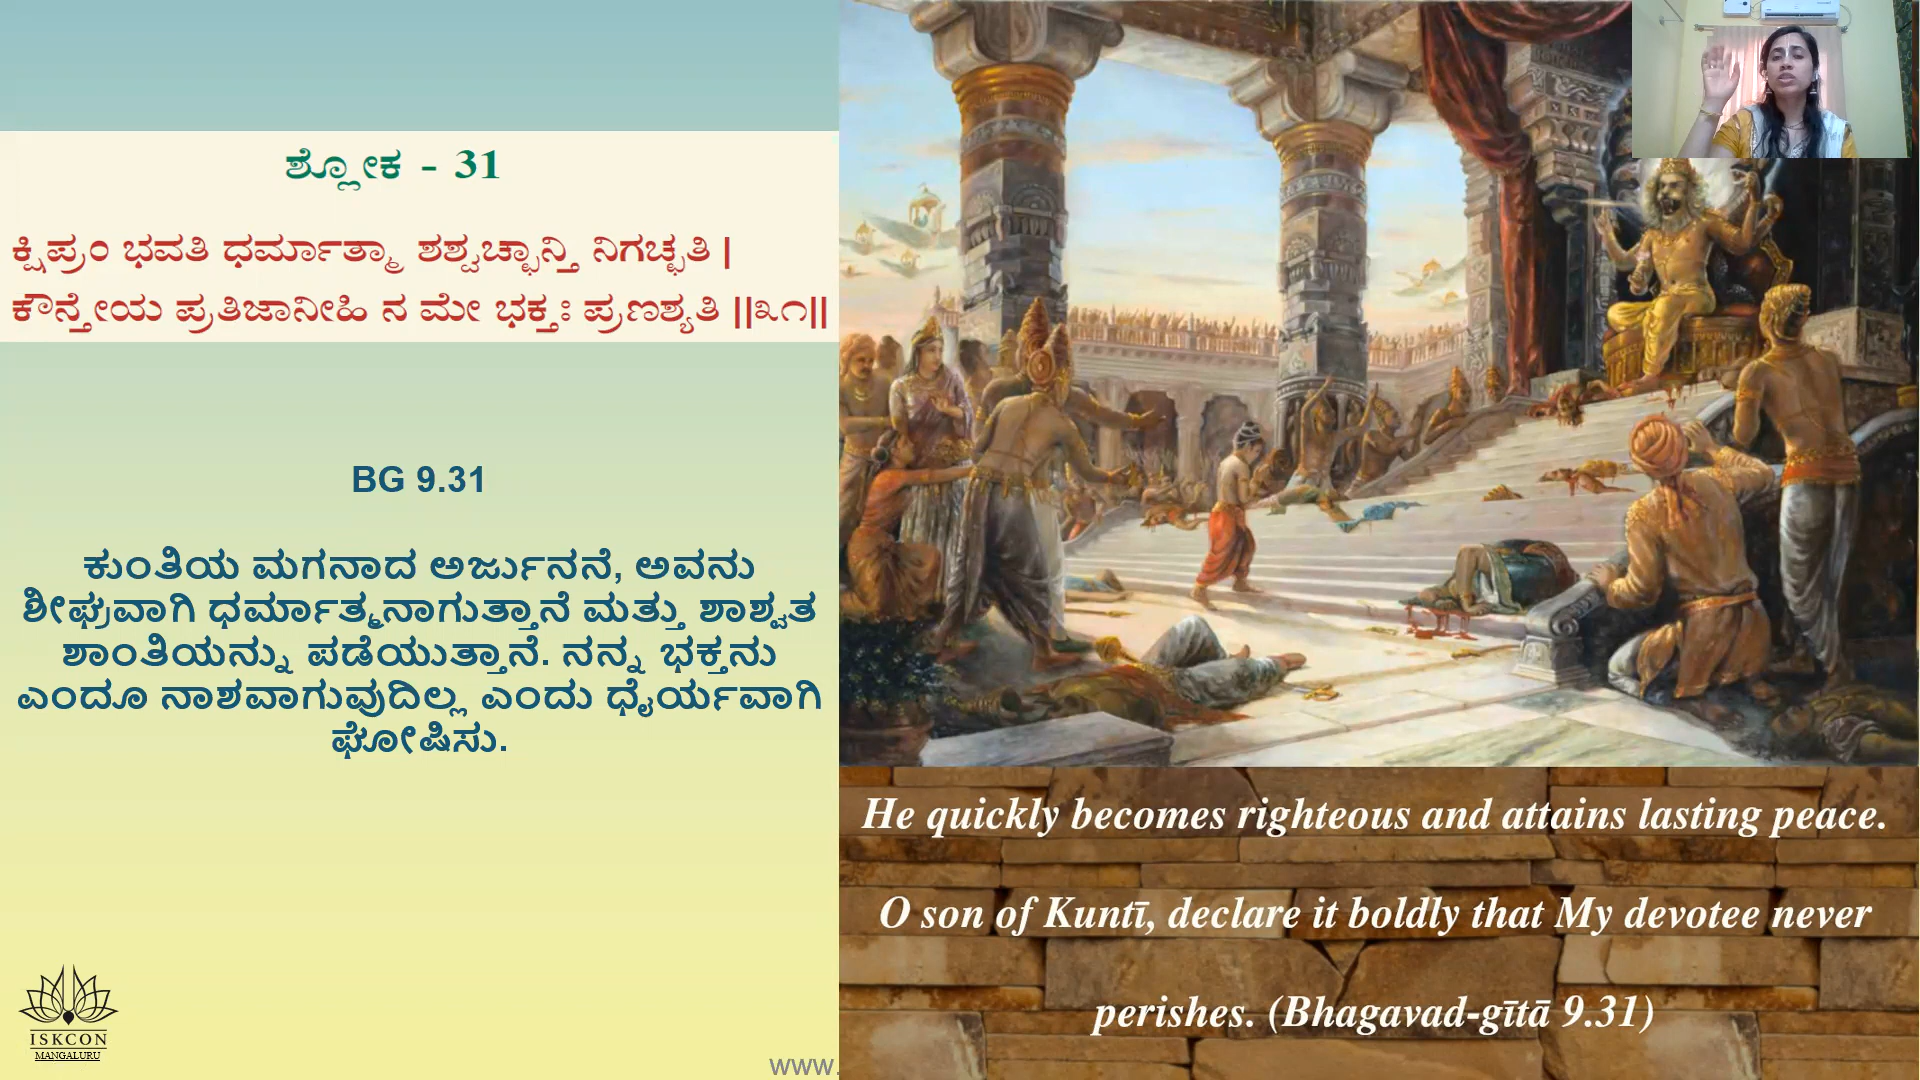 ಶ್ಲೋಕ - 31
ಕ್ಷಿಪ್ರಂ ಭವತಿ ಧರ್ಮಾತ್ಮಾ ಶಶ್ವಚ್ಛಾನ್ತಿ ನಿಗಚ್ಛತಿ |
ಕೌನ್ತೇಯ ಪ್ರತಿಜಾನೀಹಿ ನ ಮೇ ಭಕ್ತಃ ಪ್ರಣಶ್ಯತಿ ||೩೧||
BG 9.31
ಕುಂತಿಯ ಮಗನಾದ ಅರ್ಜುನನೆ, ಅವನು
ಶೀಘ್ರವಾಗಿ ಧರ್ಮಾತ್ಮನಾಗುತ್ತಾನೆ ಮತ್ತು ಶಾಶ್ವತ
ಶಾಂತಿಯನ್ನು ಪಡೆಯುತ್ತಾನೆ. ನನ್ನ ಭಕ್ತನು
ಎಂದೂ ನಾಶವಾಗುವುದಿಲ್ಲ ಎಂದು ಧೈರ್ಯವಾಗಿ
ಘೋಷಿಸು.
ISKCON
MANGALURU
www.
He quickly becomes righteous and attains lasting peace.
O son of Kuntī, declare it boldly that My devotee never
perishes. (Bhagavad-gītā 9.31)